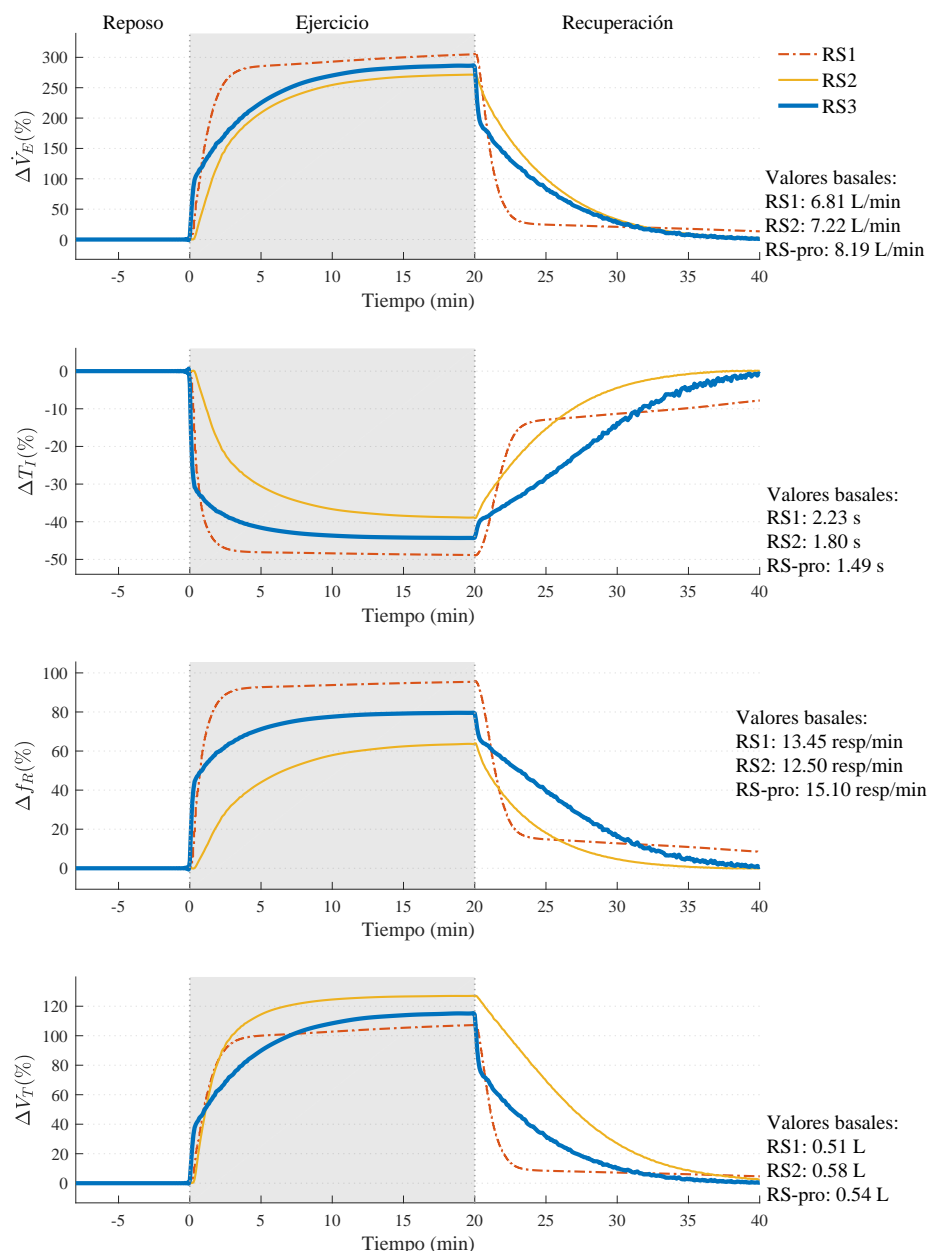 Reposo Ejercicio Recuperación
RS1
RS2
RS3
300
250
200
150
100
50
0
ΔV̇_E(%)
-5 0 5 10 15 20 25 30 35 40
Tiempo (min)
Valores basales:
RS1: 6.81 L/min
RS2: 7.22 L/min
RS-pro: 8.19 L/min
0
-10
-20
-30
-40
-50
ΔT_I(%)
-5 0 5 10 15 20 25 30 35 40
Tiempo (min)
Valores basales:
RS1: 2.23 s
RS2: 1.80 s
RS-pro: 1.49 s
100
80
60
40
20
0
Δf_R(%)
-5 0 5 10 15 20 25 30 35 40
Tiempo (min)
Valores basales:
RS1: 13.45 resp/min
RS2: 12.50 resp/min
RS-pro: 15.10 resp/min
120
100
80
60
40
20
0
ΔV_T(%)
-5 0 5 10 15 20 25 30 35 40
Tiempo (min)
Valores basales:
RS1: 0.51 L
RS2: 0.58 L
RS-pro: 0.54 L